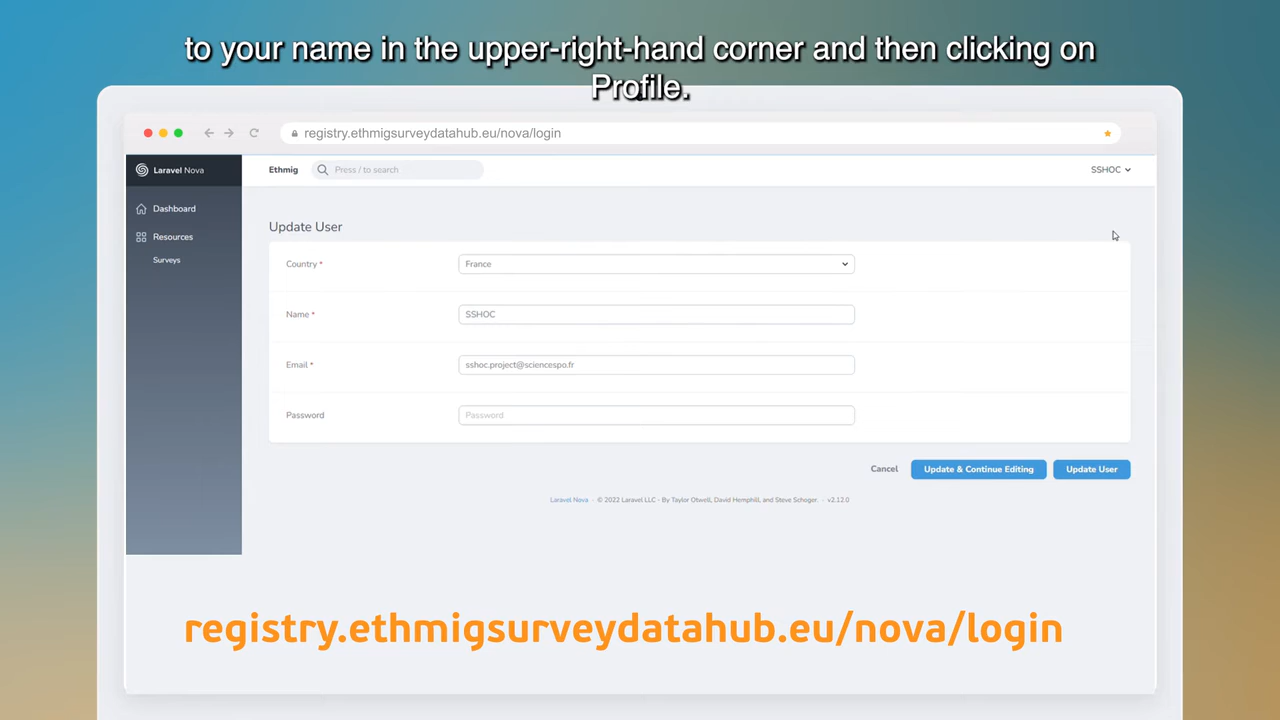 to your name in the upper-right-hand corner and then clicking on
Profile.
registry.ethmigsurveydatahub.eu/nova/login
Laravel Nova
Ethmig
Press / to search
SSHOC
Dashboard
Resources
Surveys
Update User
Country *
France
Name *
SSHOC
Email *
sshoc.project@sciencespo.fr
Password
Password
Cancel
Update & Continue Editing
Update User
Laravel Nova · © 2022 Laravel LLC - By Taylor Otwell, David Hemphill, and Steve Schoger. · v2.12.0
registry.ethmigsurveydatahub.eu/nova/login